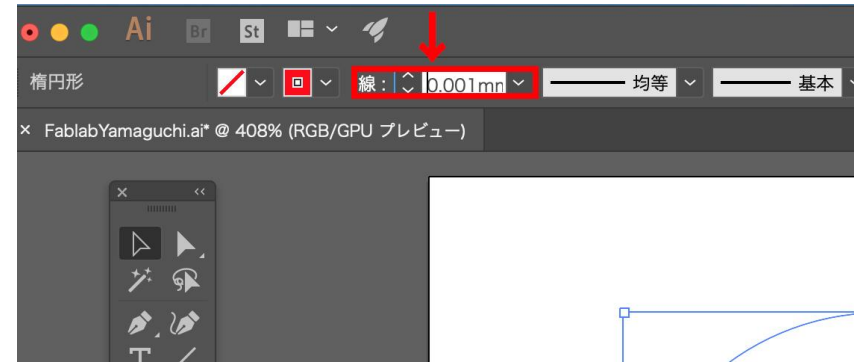 Ai Br St
楕円形 線: 0.001mm 均等 基本
× FablabYamaguchi.ai* @ 408% (RGB/GPU プレビュー)